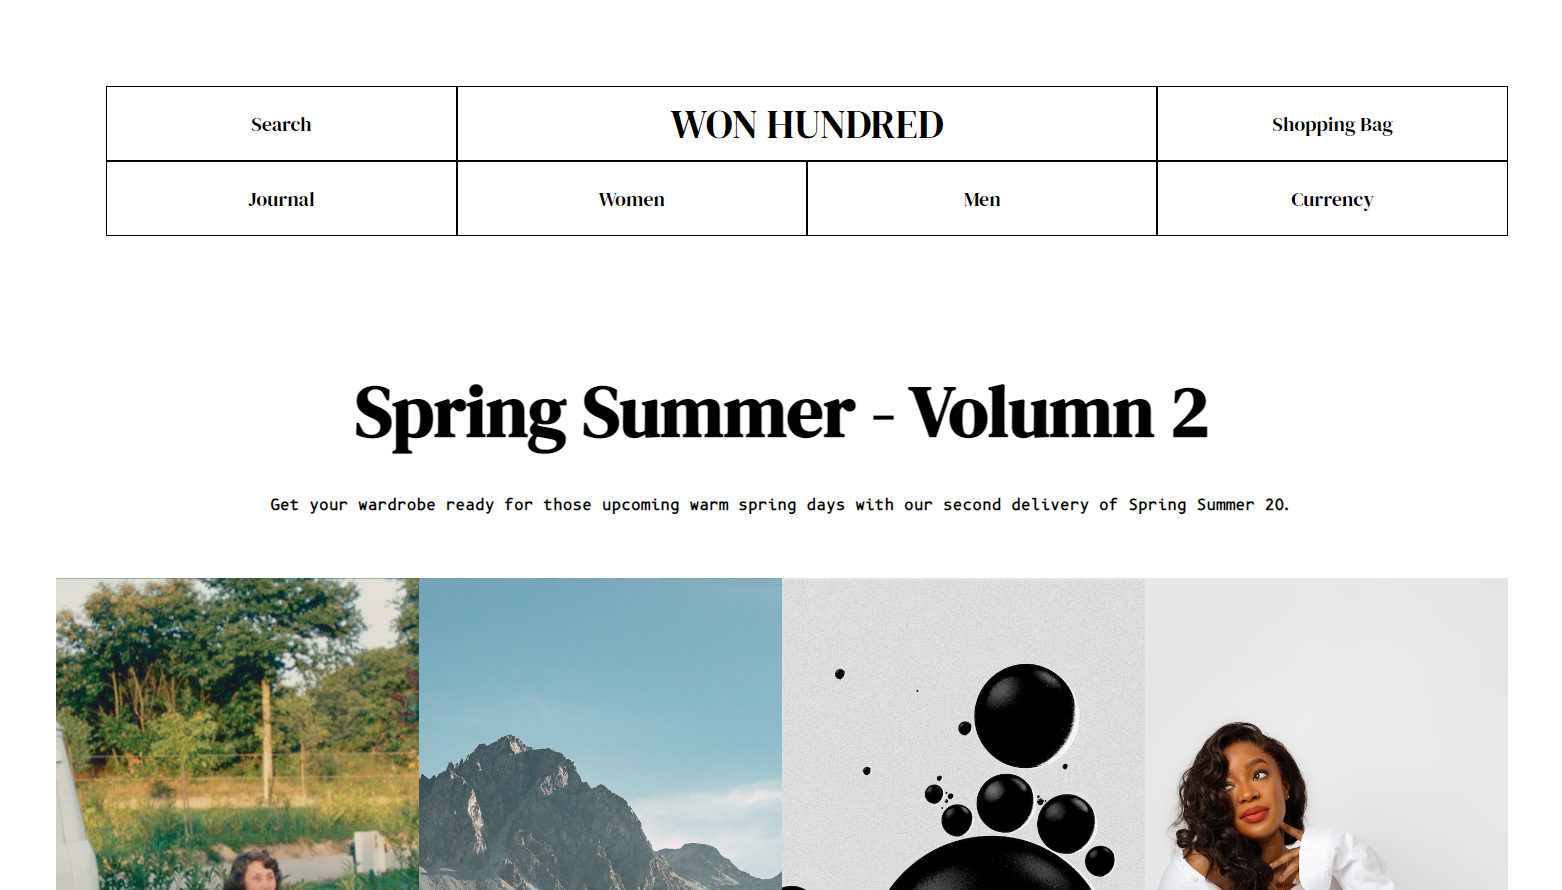 Search
WON HUNDRED
Shopping Bag
Journal
Women
Men
Currency
Spring Summer - Volumn 2
Get your wardrobe ready for those upcoming warm spring days with our second delivery of Spring Summer 20.